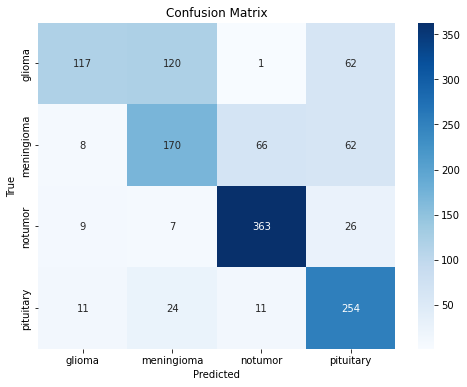 Confusion Matrix
glioma 117 120 1 62
meningioma 8 170 66 62
notumor 9 7 363 26
pituitary 11 24 11 254
glioma meningioma notumor pituitary
True
Predicted
350
300
250
200
150
100
50